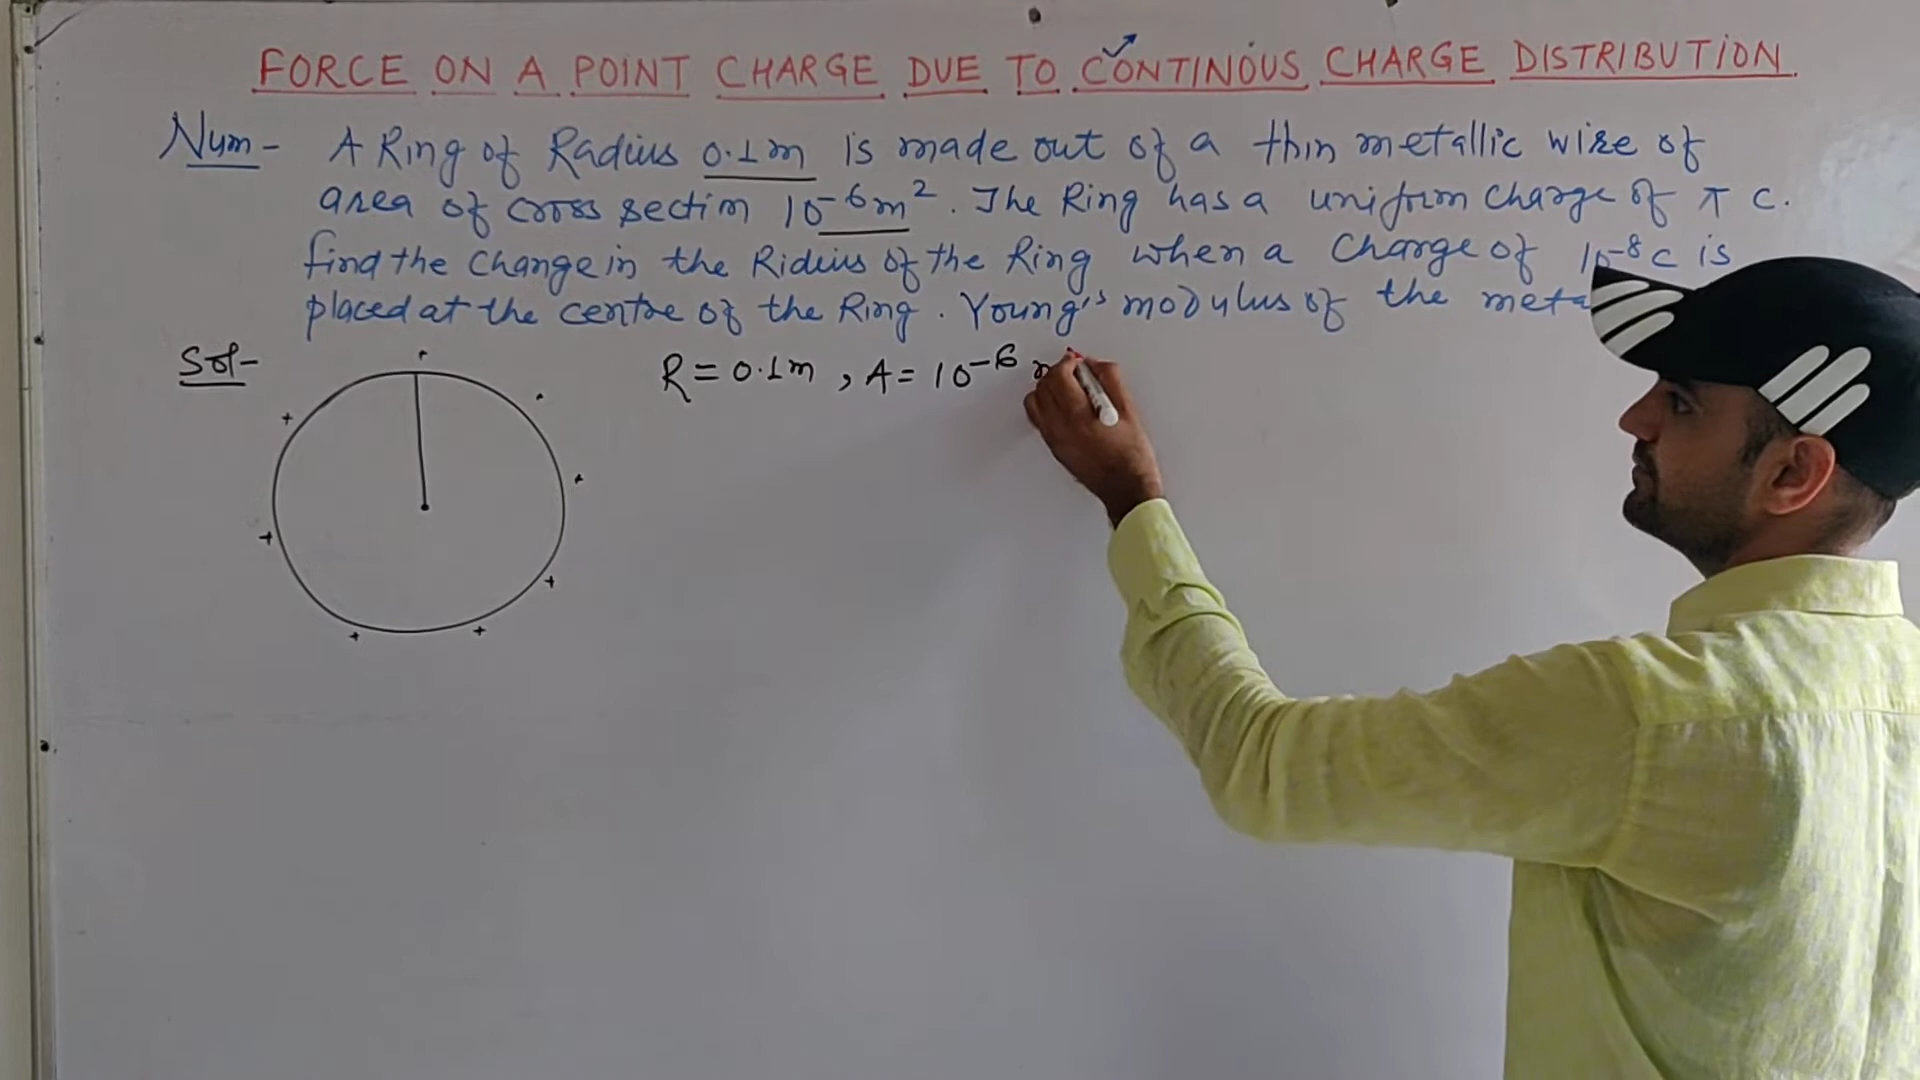 FORCE ON A POINT CHARGE DUE TO CONTINOUS CHARGE DISTRIBUTION
Num- A Ring of Radius 0.1m is made out of a thin metallic wire of
area of cross section 10⁻⁶m². The Ring has a uniform charge of π C.
find the change in the Ridius of the Ring when a charge of 10⁻⁸C is
placed at the centre of the Ring. Young's modulus of the
Sol- R = 0.1m , A = 10⁻⁶